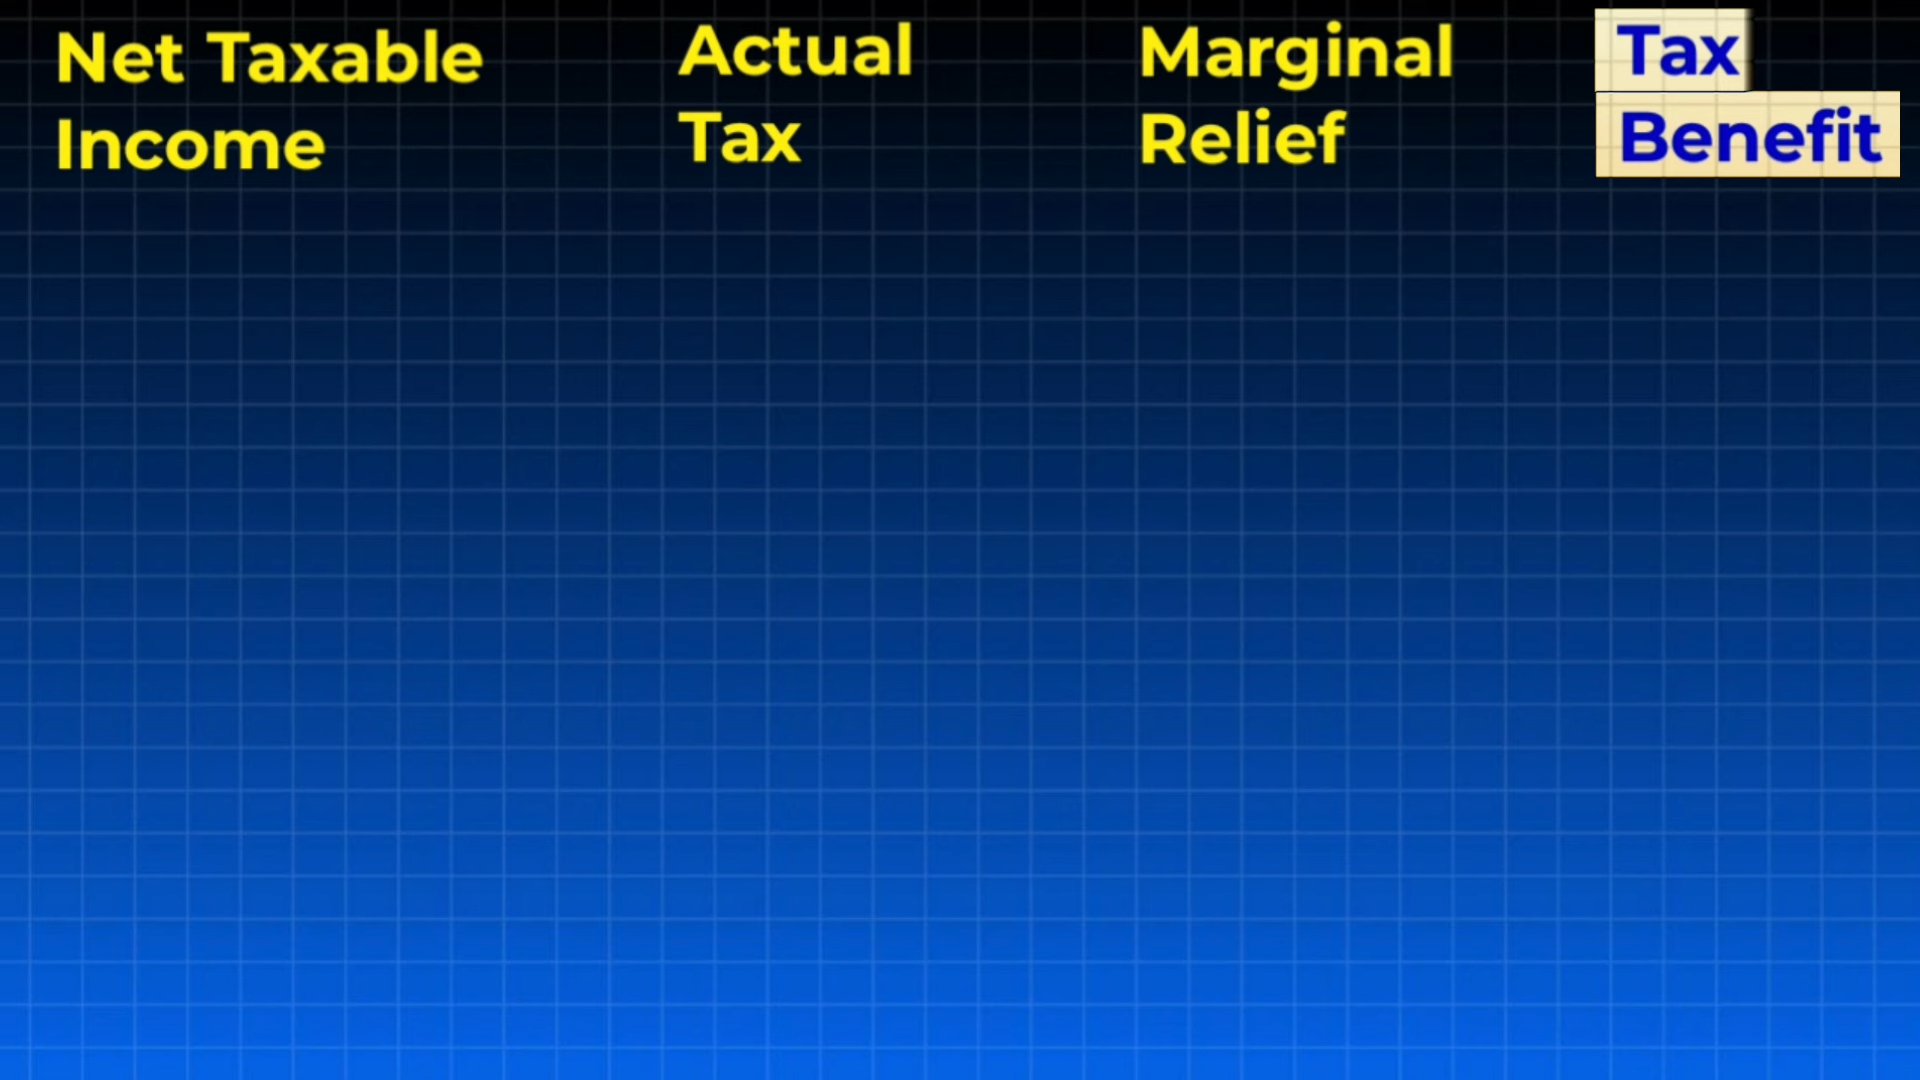 Net Taxable
Income
Actual
Tax
Marginal
Relief
Tax
Benefit